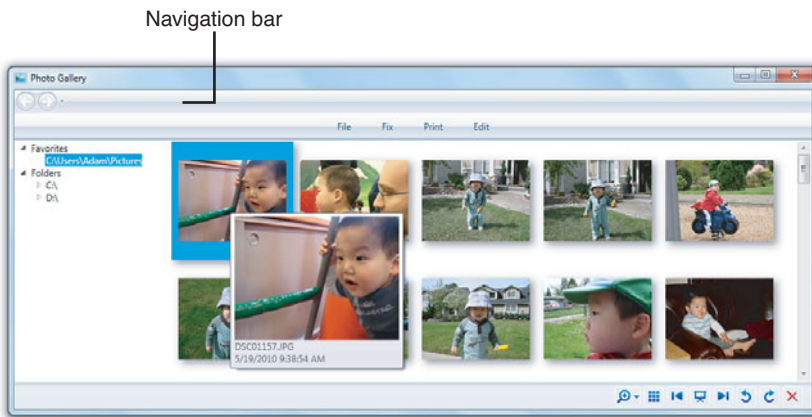 Navigation bar
Photo Gallery
File Fix Print Edit
Favorites
C:\Users\Adam\Pictures
Folders
C:\
D:\
DSC01157.JPG
5/19/2010 9:38:54 AM